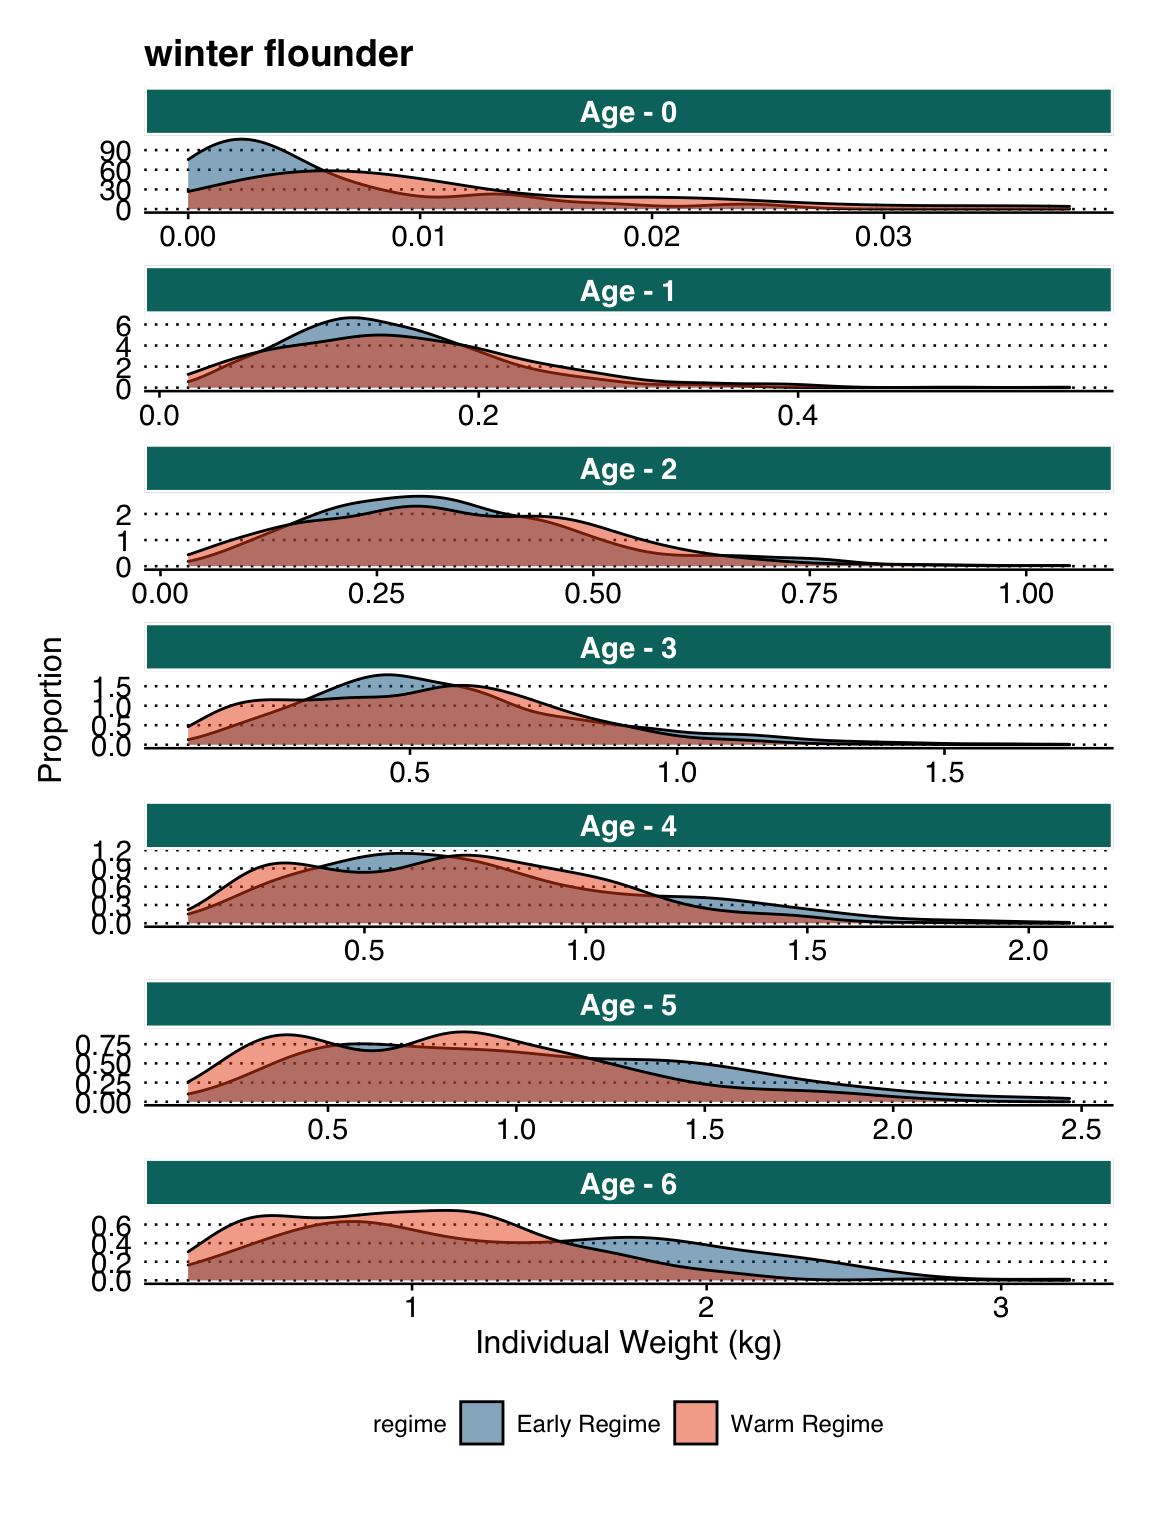 winter flounder
Age - 0
90
60
30
0
0.00 0.01 0.02 0.03
Age - 1
6
4
2
0
0.0 0.2 0.4
Age - 2
2
1
0
0.00 0.25 0.50 0.75 1.00
Age - 3
1.5
1.0
0.5
0.0
0.5 1.0 1.5
Proportion
Age - 4
1.2
0.9
0.6
0.3
0.0
0.5 1.0 1.5 2.0
Age - 5
0.75
0.50
0.25
0.00
0.5 1.0 1.5 2.0 2.5
Age - 6
0.6
0.4
0.2
0.0
1 2 3
Individual Weight (kg)
regime Early Regime Warm Regime